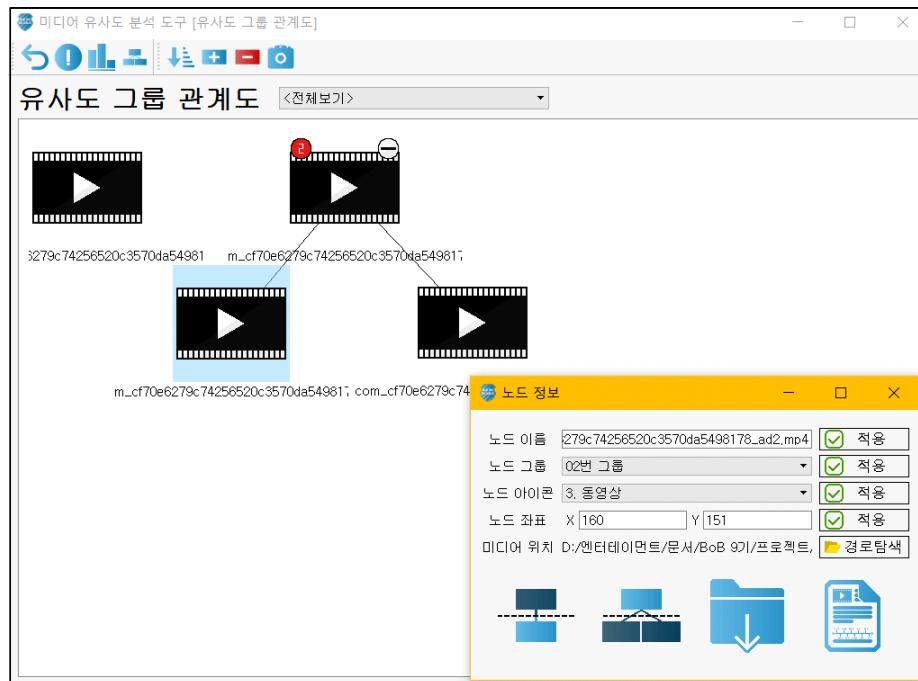 미디어 유사도 분석 도구 [유사도 그룹 관계도]
유사도 그룹 관계도 <전체보기>
2
6279c74256520c3570da54981 m_cf70e6279c74256520c3570da549817
m_cf70e6279c74256520c3570da549817 com_cf70e6279c74
노드 정보
노드 이름 279c74256520c3570da5498178_ad2.mp4 적용
노드 그룹 02번 그룹 적용
노드 아이콘 3. 동영상 적용
노드 좌표 X 160 Y 151 적용
미디어 위치 D:/엔터테이먼트/문서/BoB 9기/프로젝트, 경로탐색